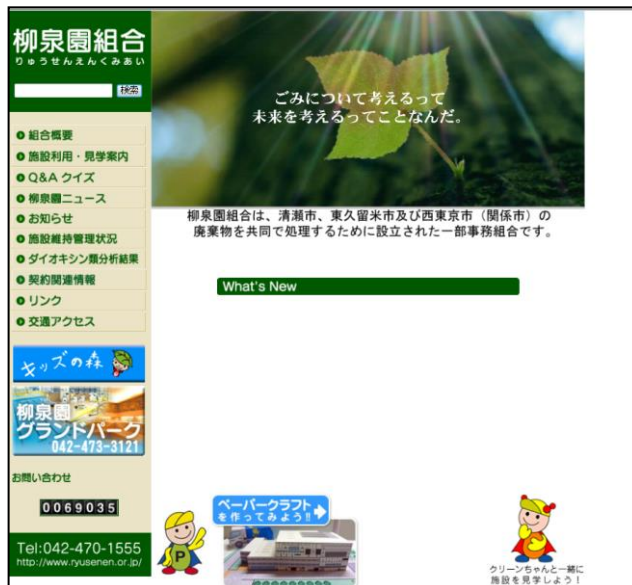 柳泉園組合
りゅうせんえんくみあい
検索
組合概要
施設利用・見学案内
Q&A クイズ
柳泉園ニュース
お知らせ
施設維持管理状況
ダイオキシン類分析結果
契約関連情報
リンク
交通アクセス
キッズの森
柳泉園
グランドパーク
042-473-3121
お問い合わせ
0069035
Tel:042-470-1555
http://www.ryusenen.or.jp/
ごみについて考えるって
未来を考えるってことなんだ。
柳泉園組合は、清瀬市、東久留米市及び西東京市（関係市）の
廃棄物を共同で処理するために設立された一部事務組合です。
What's New
P
ペーパークラフト
を作ってみよう!!
クリーンちゃんと一緒に
施設を見学しよう！